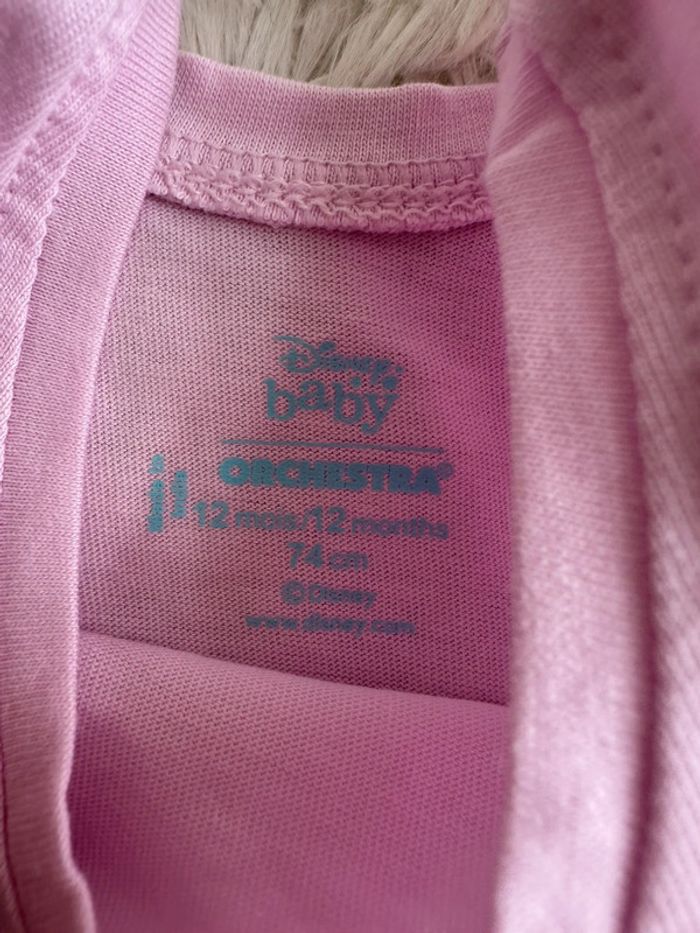 Disney
baby
ORCHESTRA®
12 mois/12 months
74 cm
© Disney
www.disney.com